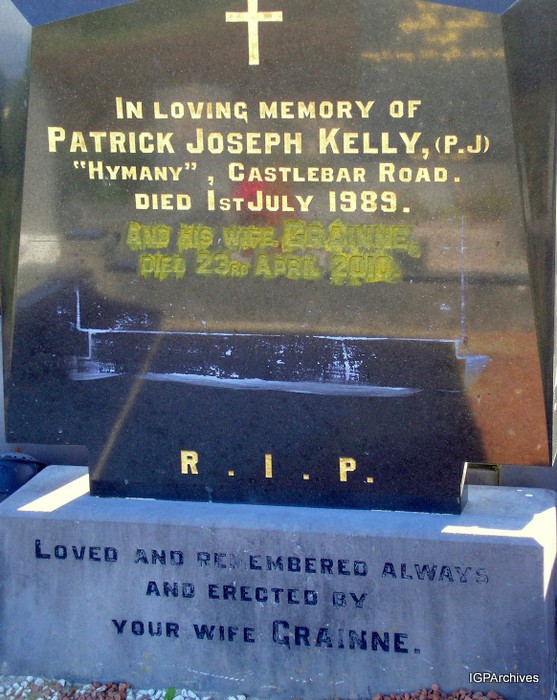 IN LOVING MEMORY OF
PATRICK JOSEPH KELLY, (P.J)
"HYMANY", CASTLEBAR ROAD.
DIED 1ST JULY 1989.
AND HIS WIFE GRAINNE,
DIED 23RD APRIL 2010.
R. I. P.
LOVED AND REMEMBERED ALWAYS
AND ERECTED BY
YOUR WIFE GRAINNE.
IGPArchives